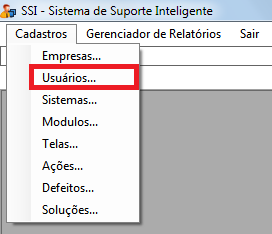 SSI - Sistema de Suporte Inteligente
Cadastros Gerenciador de Relatórios Sair
Empresas...
Usuários...
Sistemas...
Modulos...
Telas...
Ações...
Defeitos...
Soluções...